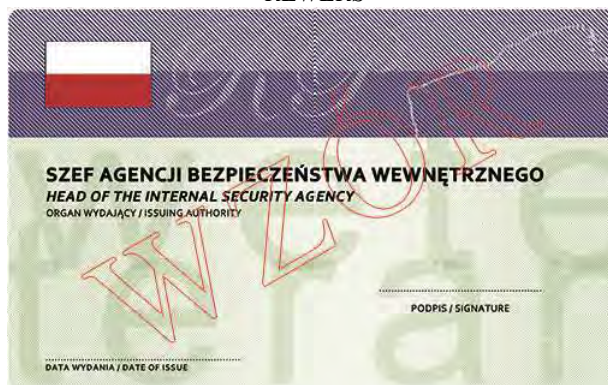 REWERS
SZEF AGENCJI BEZPIECZEŃSTWA WEWNĘTRZNEGO
HEAD OF THE INTERNAL SECURITY AGENCY
ORGAN WYDAJĄCY / ISSUING AUTHORITY
WZÓR
PODPIS / SIGNATURE
DATA WYDANIA / DATE OF ISSUE